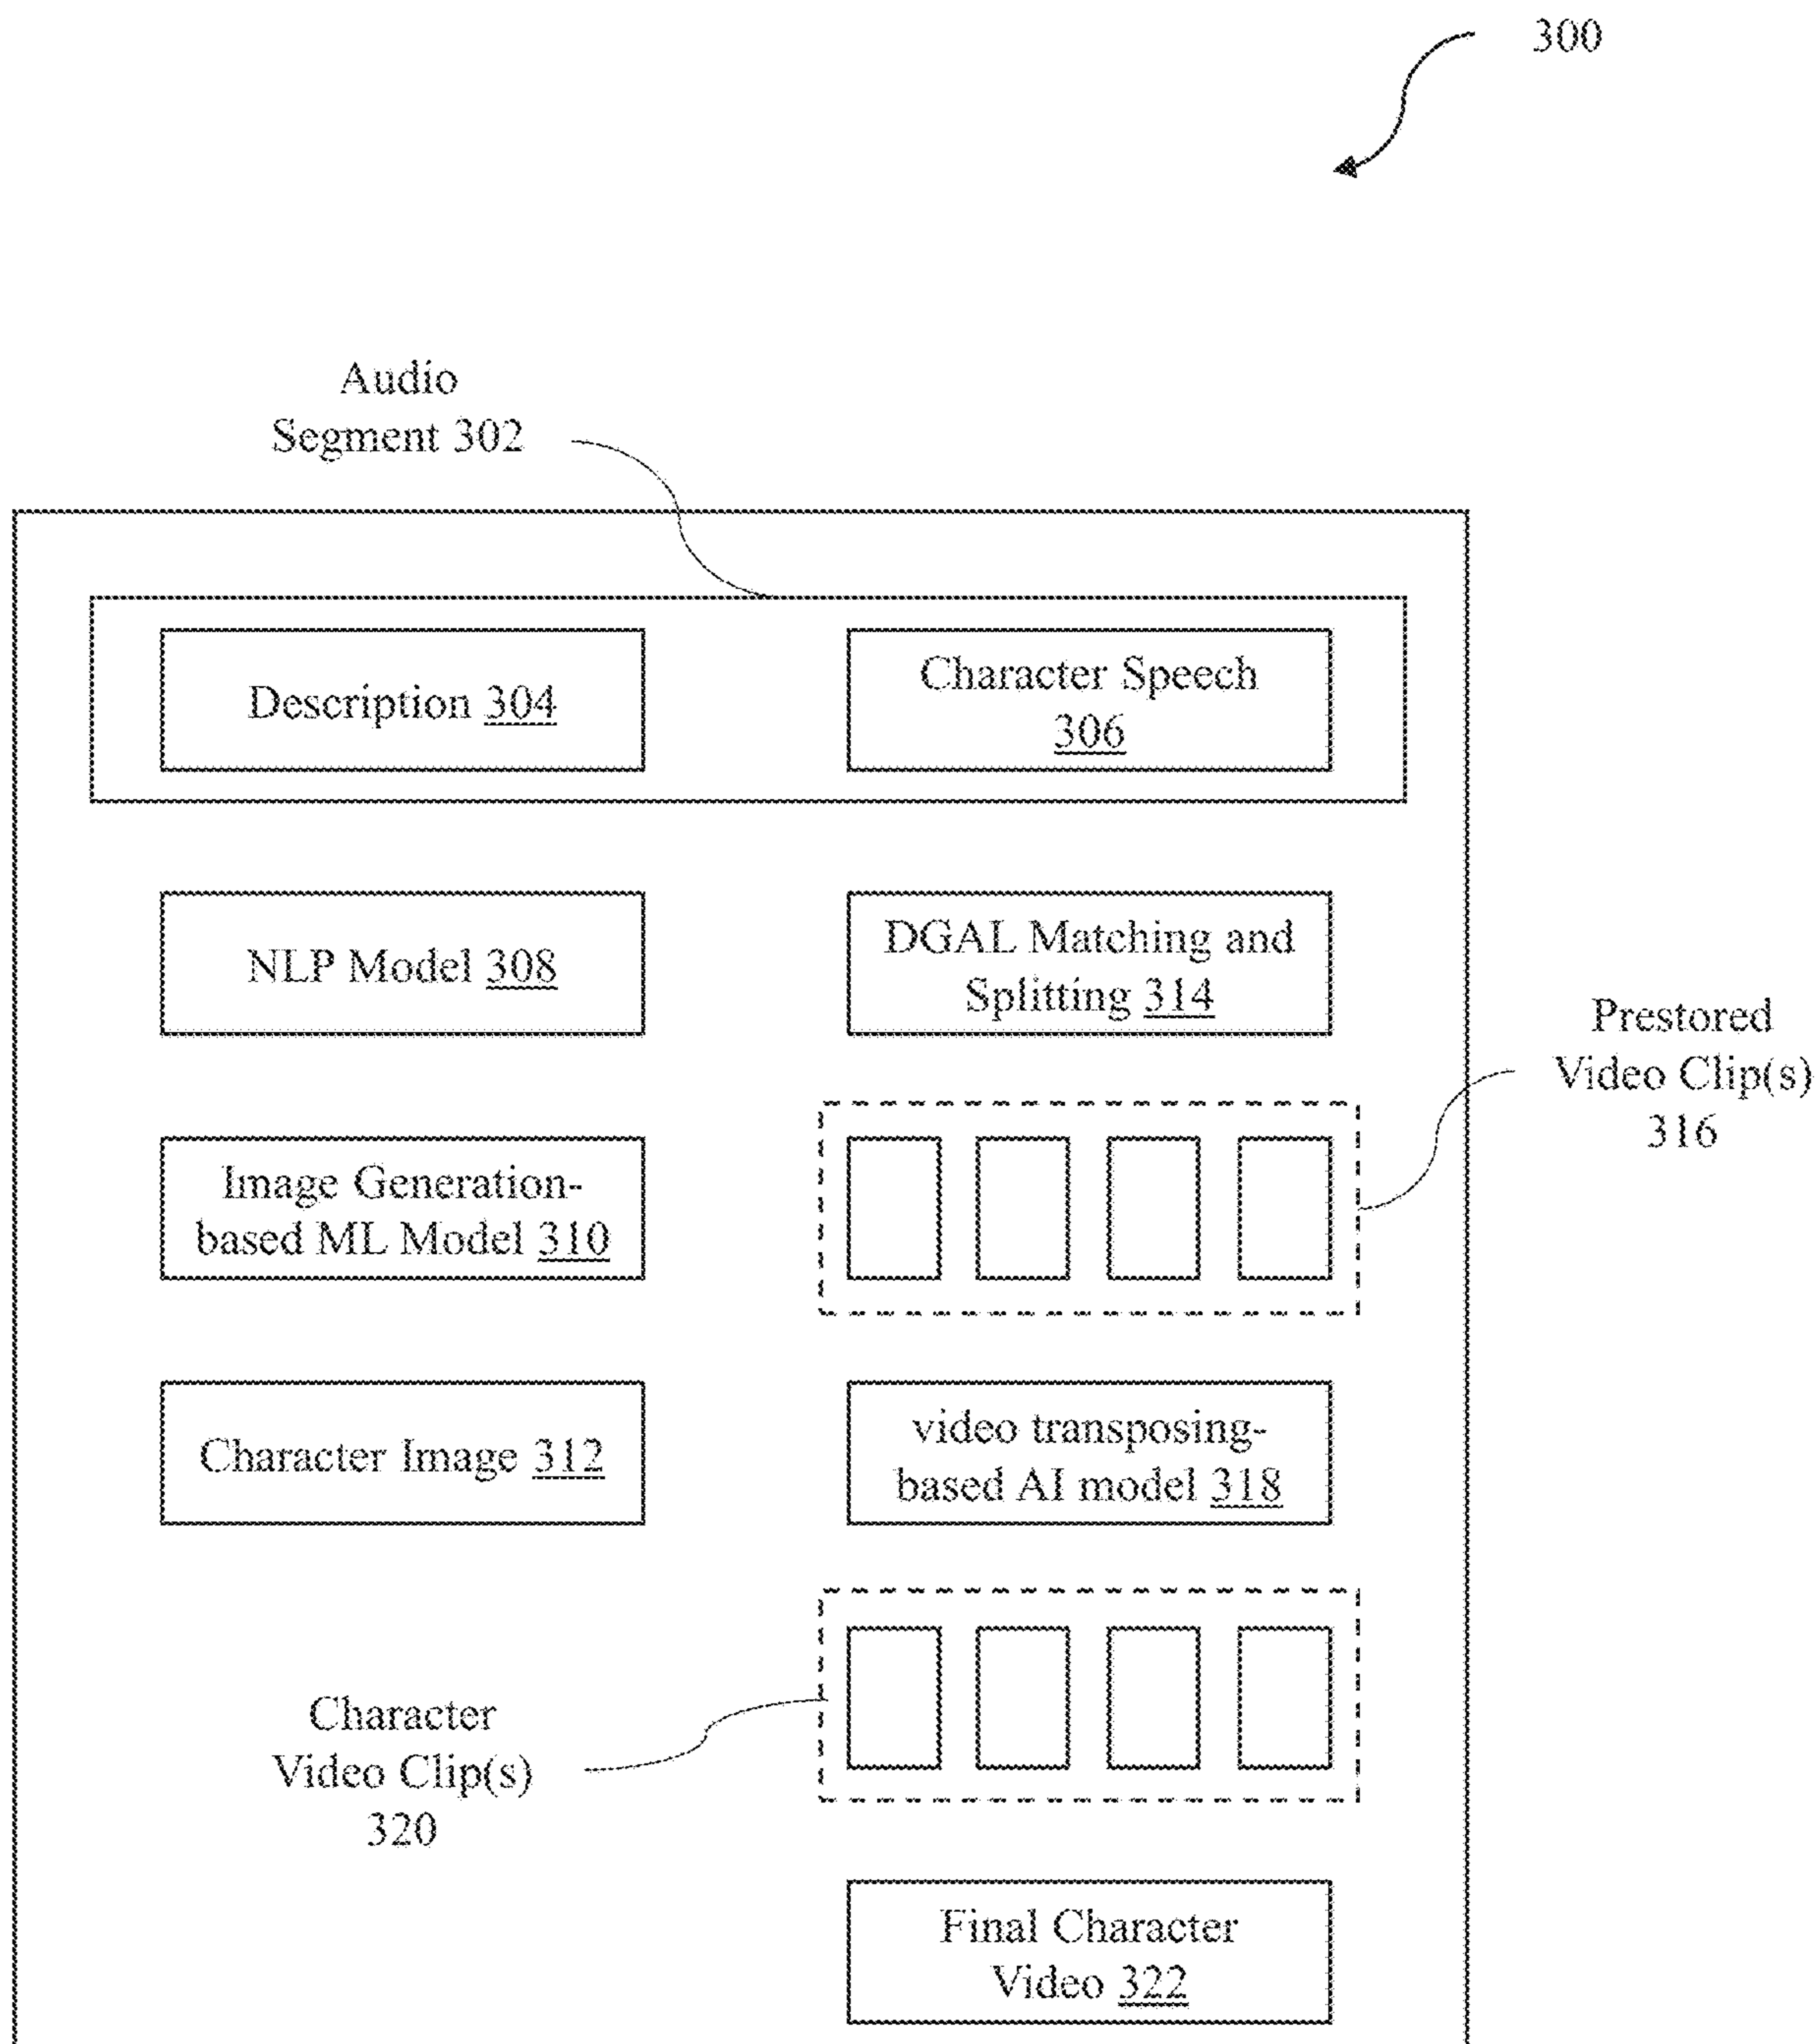 300
Audio
Segment 302
Description 304
Character Speech
306
NLP Model 308
DGAL Matching and
Splitting 314
Prestored
Video Clip(s)
316
Image Generation-
based ML Model 310
Character Image 312
video transposing-
based AI model 318
Character
Video Clip(s)
320
Final Character
Video 322